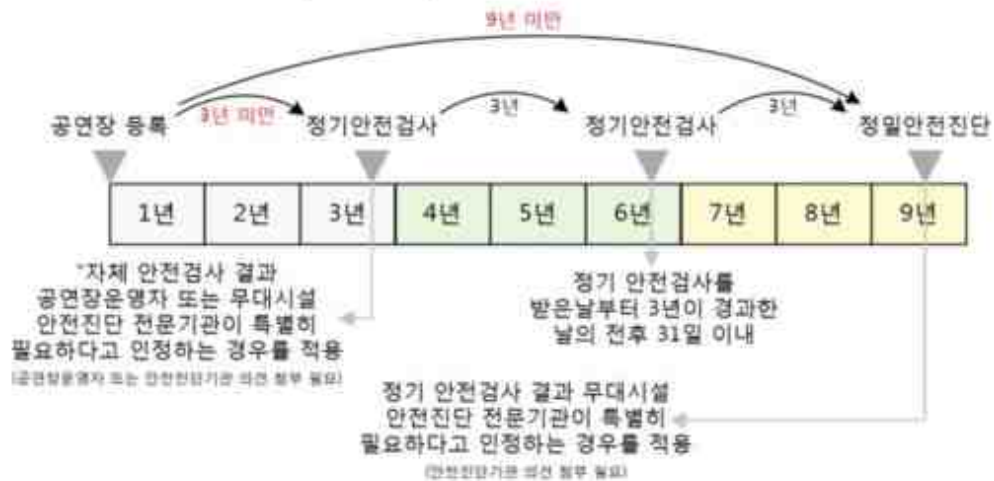 9년 미만
공연장 등록 3년 미만 정기안전검사 3년 정기안전검사 3년 정밀안전진단
1년 2년 3년 4년 5년 6년 7년 8년 9년
"자체 안전검사 결과
공연장운영자 또는 무대시설
안전진단 전문기관이 특별히
필요하다고 인정하는 경우를 적용
(공연장운영자 또는 안전진단기관 의견 첨부 필요)
정기 안전검사를
받은날부터 3년이 경과한
날의 전후 31일 이내
정기 안전검사 결과 무대시설
안전진단 전문기관이 특별히
필요하다고 인정하는 경우를 적용
(안전진단기관 의견 첨부 필요)